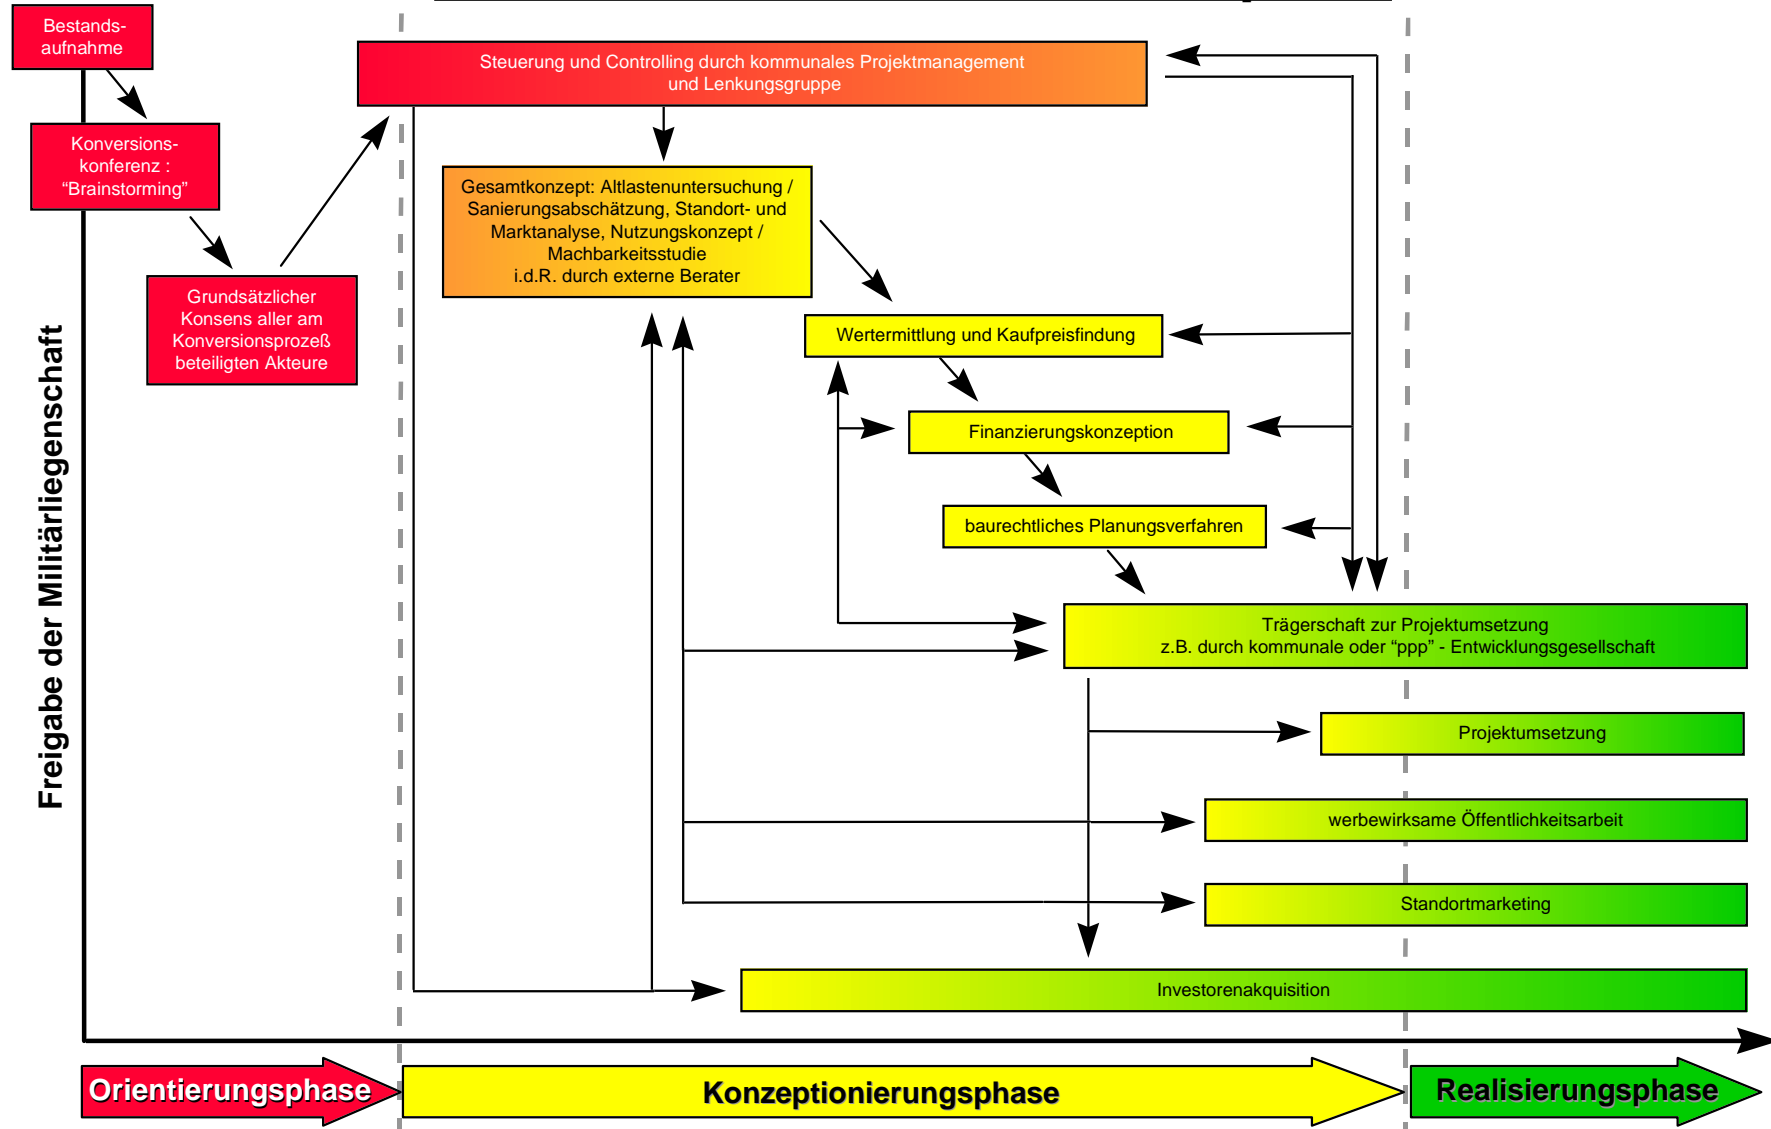 Bestands-
aufnahme
Steuerung und Controlling durch kommunales Projektmanagement
und Lenkungsgruppe
Konversions-
konferenz :
“Brainstorming”
Gesamtkonzept: Altlastenuntersuchung /
Sanierungsabschätzung, Standort- und
Marktanalyse, Nutzungskonzept /
Machbarkeitsstudie
i.d.R. durch externe Berater
Grundsätzlicher
Konsens aller am
Konversionsprozeß
beteiligten Akteure
Wertermittlung und Kaufpreisfindung
Finanzierungskonzeption
baurechtliches Planungsverfahren
Freigabe der Militärliegenschaft
Trägerschaft zur Projektumsetzung
z.B. durch kommunale oder “ppp” - Entwicklungsgesellschaft
Projektumsetzung
werbewirksame Öffentlichkeitsarbeit
Standortmarketing
Investorenakquisition
Orientierungsphase
Konzeptionierungsphase
Realisierungsphase